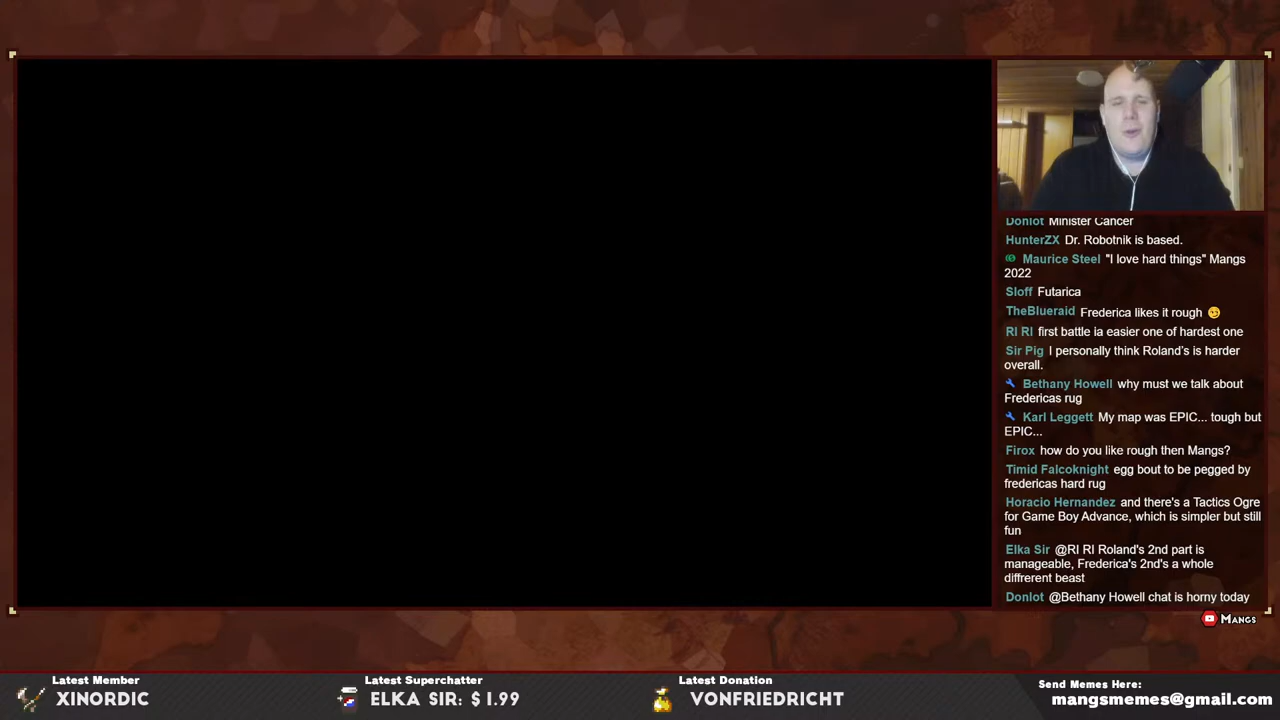 Donlot Minister Cancer
HunterZX Dr. Robotnik is based.
Maurice Steel "I love hard things" Mangs
2022
Sloff Futarica
TheBlueraid Frederica likes it rough
RI RI first battle ia easier one of hardest one
Sir Pig I personally think Roland's is harder
overall.
Bethany Howell why must we talk about
Fredericas rug
Karl Leggett My map was EPIC... tough but
EPIC...
Firox how do you like rough then Mangs?
Timid Falcoknight egg bout to be pegged by
fredericas hard rug
Horacio Hernandez and there's a Tactics Ogre
for Game Boy Advance, which is simpler but still
fun
Elka Sir @RI RI Roland's 2nd part is
manageable, Frederica's 2nd's a whole
diffrerent beast
Donlot @Bethany Howell chat is horny today
Mangs
Latest Member
XINORDIC
Latest Superchatter
ELKA SIR: $1.99
Latest Donation
VONFRIEDRICHT
Send Memes Here:
mangsmemes@gmail.com